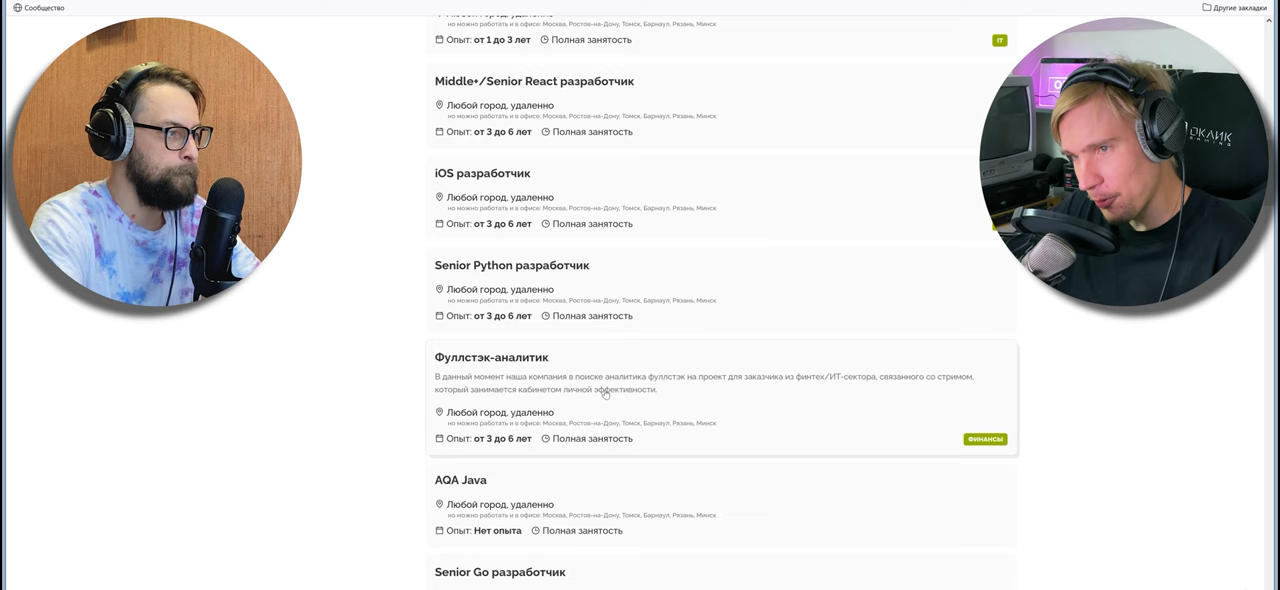 Сообщество
Другие закладки
но можно работать и в офисе: Москва, Ростов-на-Дону, Томск, Барнаул, Рязань, Минск
Опыт: от 1 до 3 лет Полная занятость
IT
Middle+/Senior React разработчик
Любой город, удаленно
но можно работать и в офисе: Москва, Ростов-на-Дону, Томск, Барнаул, Рязань, Минск
Опыт: от 3 до 6 лет Полная занятость
iOS разработчик
Любой город, удаленно
но можно работать и в офисе: Москва, Ростов-на-Дону, Томск, Барнаул, Рязань, Минск
Опыт: от 3 до 6 лет Полная занятость
Senior Python разработчик
Любой город, удаленно
но можно работать и в офисе: Москва, Ростов-на-Дону, Томск, Барнаул, Рязань, Минск
Опыт: от 3 до 6 лет Полная занятость
Фуллстэк-аналитик
В данный момент наша компания в поиске аналитика фуллстэк на проект для заказчика из финтех/ИТ-сектора, связанного со стримом,
который занимается кабинетом личной эффективности.
Любой город, удаленно
но можно работать и в офисе: Москва, Ростов-на-Дону, Томск, Барнаул, Рязань, Минск
Опыт: от 3 до 6 лет Полная занятость
ФИНАНСЫ
AQA Java
Любой город, удаленно
но можно работать и в офисе: Москва, Ростов-на-Дону, Томск, Барнаул, Рязань, Минск
Опыт: Нет опыта Полная занятость
Senior Go разработчик
ОКЛИК
GAMING